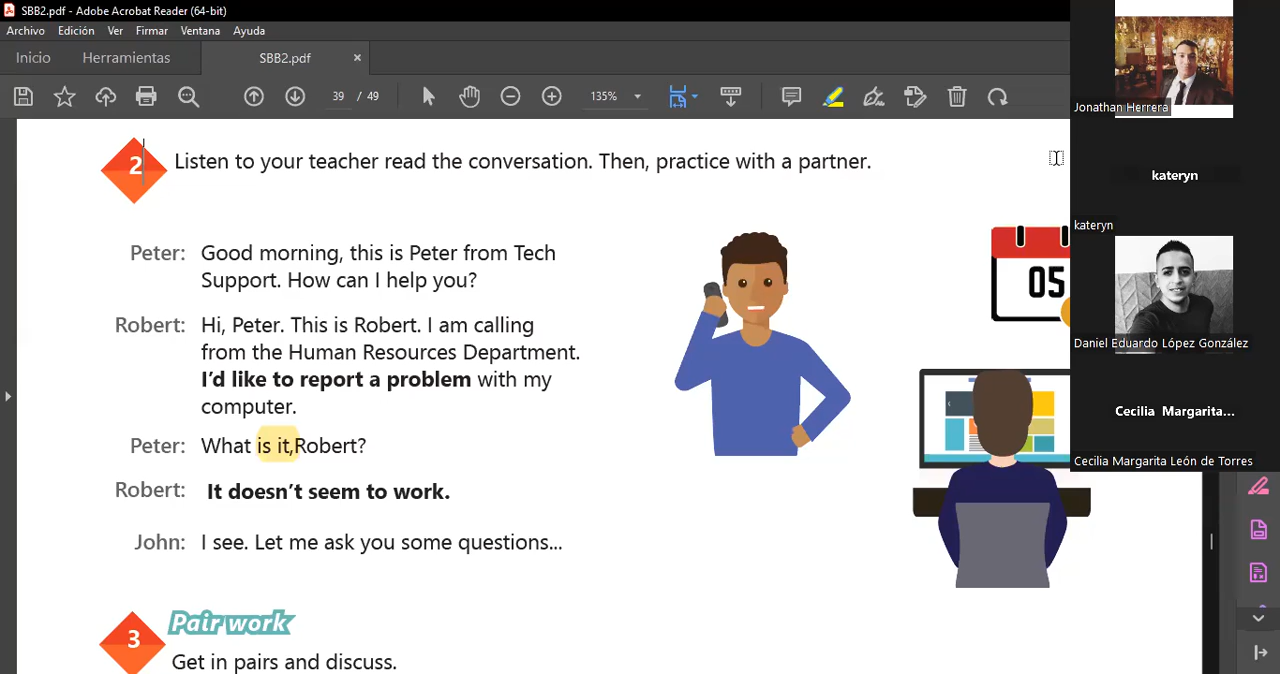 SBB2.pdf - Adobe Acrobat Reader (64-bit)
Archivo Edición Ver Firmar Ventana Ayuda
Inicio Herramientas SBB2.pdf ×
39 / 49 135%
2 Listen to your teacher read the conversation. Then, practice with a partner.
Peter: Good morning, this is Peter from Tech
Support. How can I help you?
Robert: Hi, Peter. This is Robert. I am calling
from the Human Resources Department.
I'd like to report a problem with my
computer.
Peter: What is it,Robert?
Robert: It doesn't seem to work.
John: I see. Let me ask you some questions...
05
3 Pair work
Get in pairs and discuss.
Jonathan Herrera
kateryn
kateryn
Daniel Eduardo López González
Cecilia Margarita...
Cecilia Margarita León de Torres